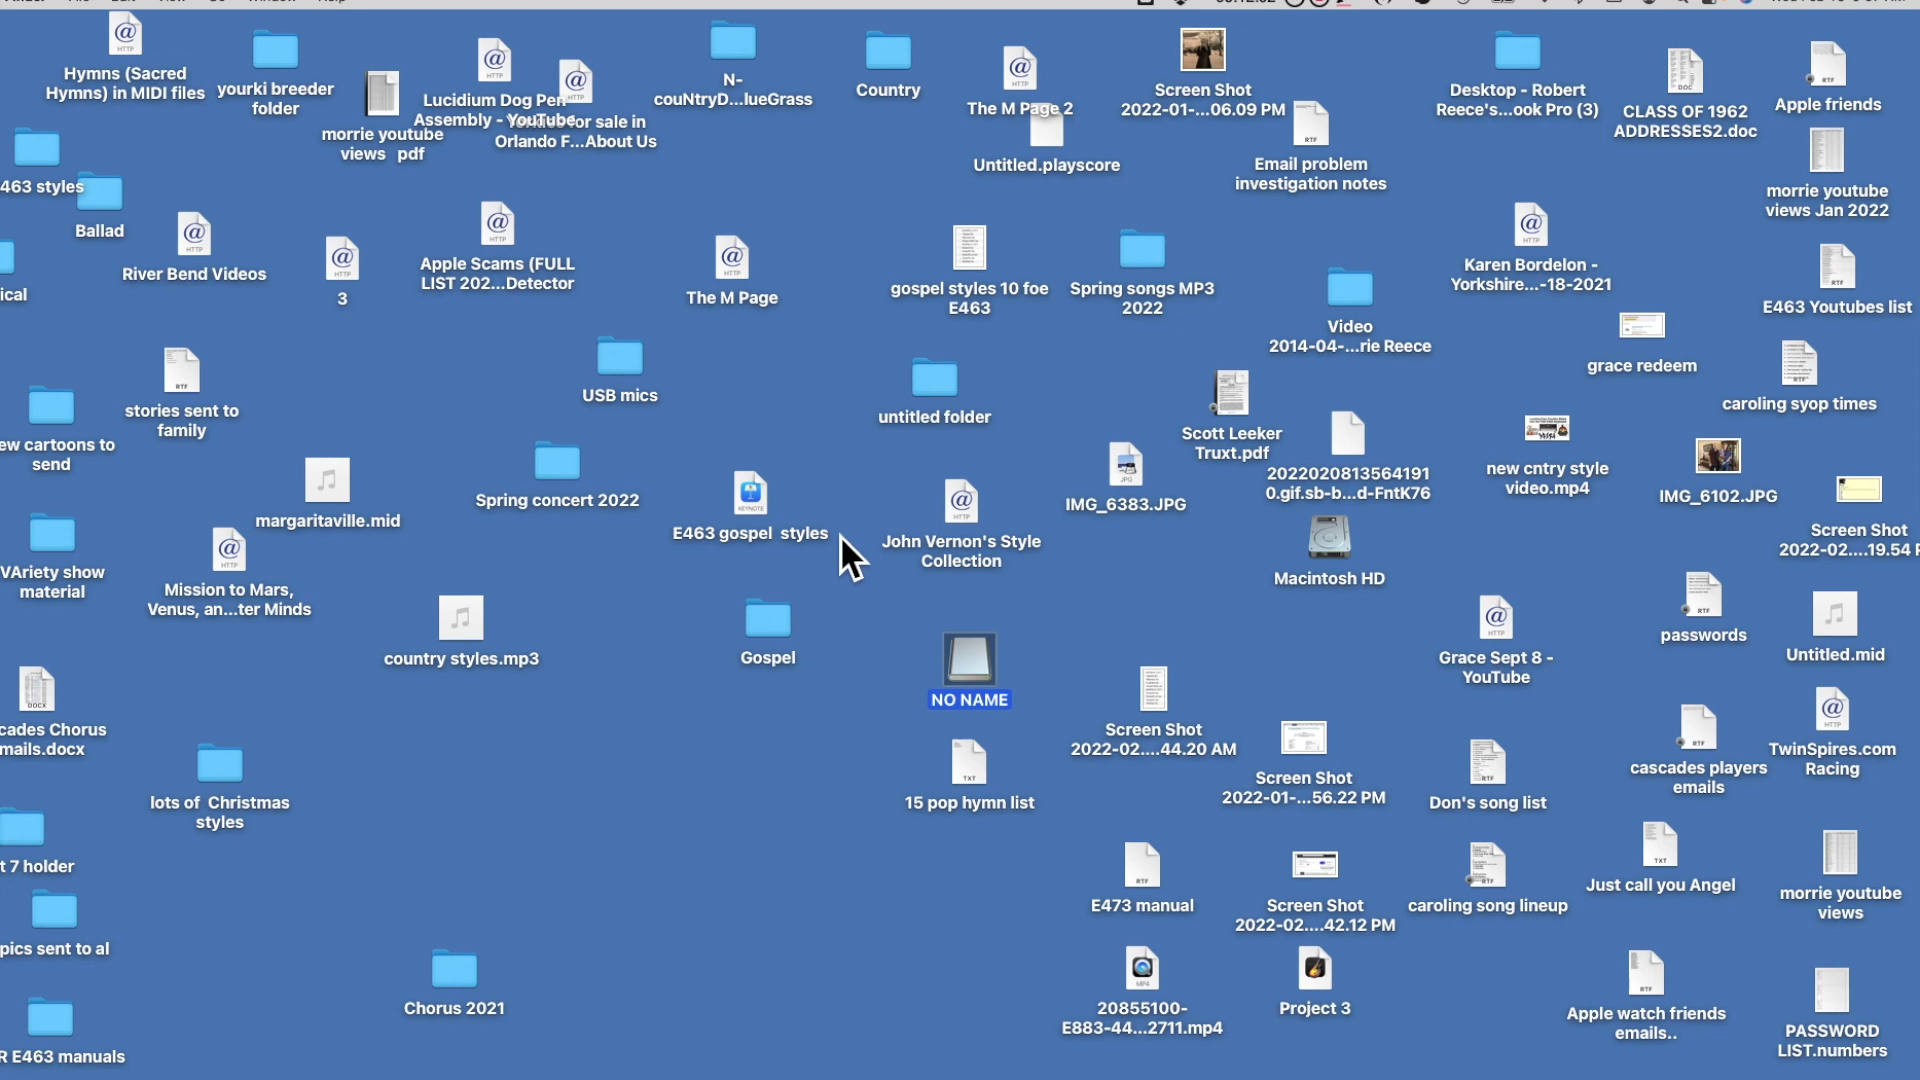 Hymns (Sacred
Hymns) in MIDI files
yourki breeder
folder
morrie youtube
views pdf
Lucidium Dog Pen
Assembly - YouTube
for sale in
Orlando F...About Us
N-
couNtryD...lueGrass
Country
The M Page 2
Untitled.playscore
Screen Shot
2022-01-...06.09 PM
Email problem
investigation notes
Desktop - Robert
Reece's...ook Pro (3)
CLASS OF 1962
ADDRESSES2.doc
Apple friends
morrie youtube
views Jan 2022
463 styles
Ballad
River Bend Videos
3
Apple Scams (FULL
LIST 202...Detector
The M Page
gospel styles 10 foe
E463
Spring songs MP3
2022
Video
2014-04-...rie Reece
Karen Bordelon -
Yorkshire...-18-2021
E463 Youtubes list
ical
grace redeem
caroling syop times
stories sent to
family
USB mics
untitled folder
Scott Leeker
Truxt.pdf
2022020813564191
0.gif.sb-b...d-FntK76
new cntry style
video.mp4
IMG_6102.JPG
ew cartoons to
send
margaritaville.mid
Spring concert 2022
E463 gospel styles
John Vernon's Style
Collection
IMG_6383.JPG
Macintosh HD
Screen Shot
2022-02....19.54 P
VAriety show
material
Mission to Mars,
Venus, an...ter Minds
country styles.mp3
Gospel
NO NAME
Grace Sept 8 -
YouTube
passwords
Untitled.mid
cades Chorus
mails.docx
lots of Christmas
styles
15 pop hymn list
Screen Shot
2022-02....44.20 AM
Screen Shot
2022-01-...56.22 PM
Don's song list
cascades players
emails
TwinSpires.com
Racing
t 7 holder
E473 manual
Screen Shot
2022-02....42.12 PM
caroling song lineup
Just call you Angel
morrie youtube
views
pics sent to al
Chorus 2021
20855100-
E883-44...2711.mp4
Project 3
Apple watch friends
emails..
PASSWORD
LIST.numbers
R E463 manuals